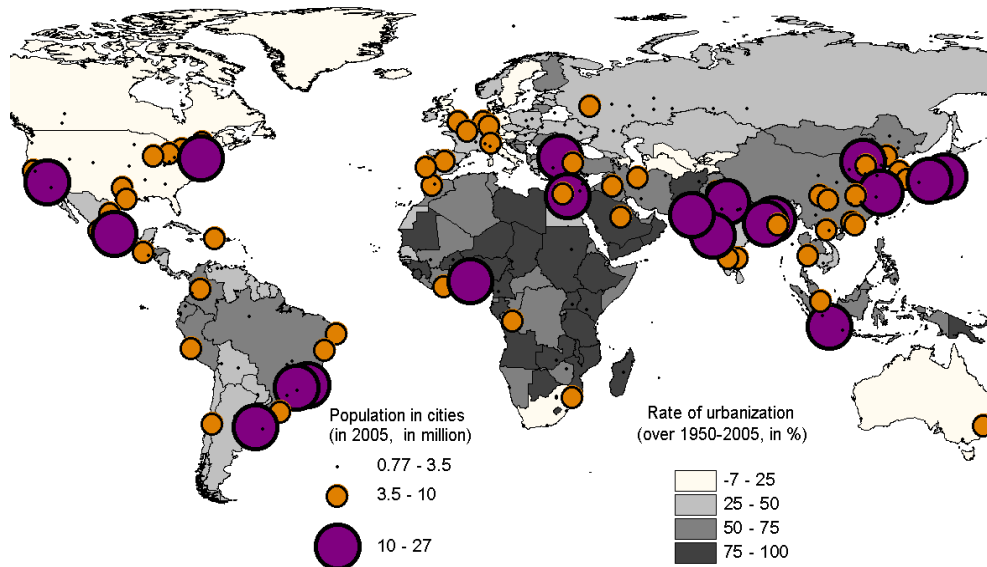 Population in cities
(in 2005, in million)
0.77 - 3.5
3.5 - 10
10 - 27
Rate of urbanization
(over 1950-2005, in %)
-7 - 25
25 - 50
50 - 75
75 - 100